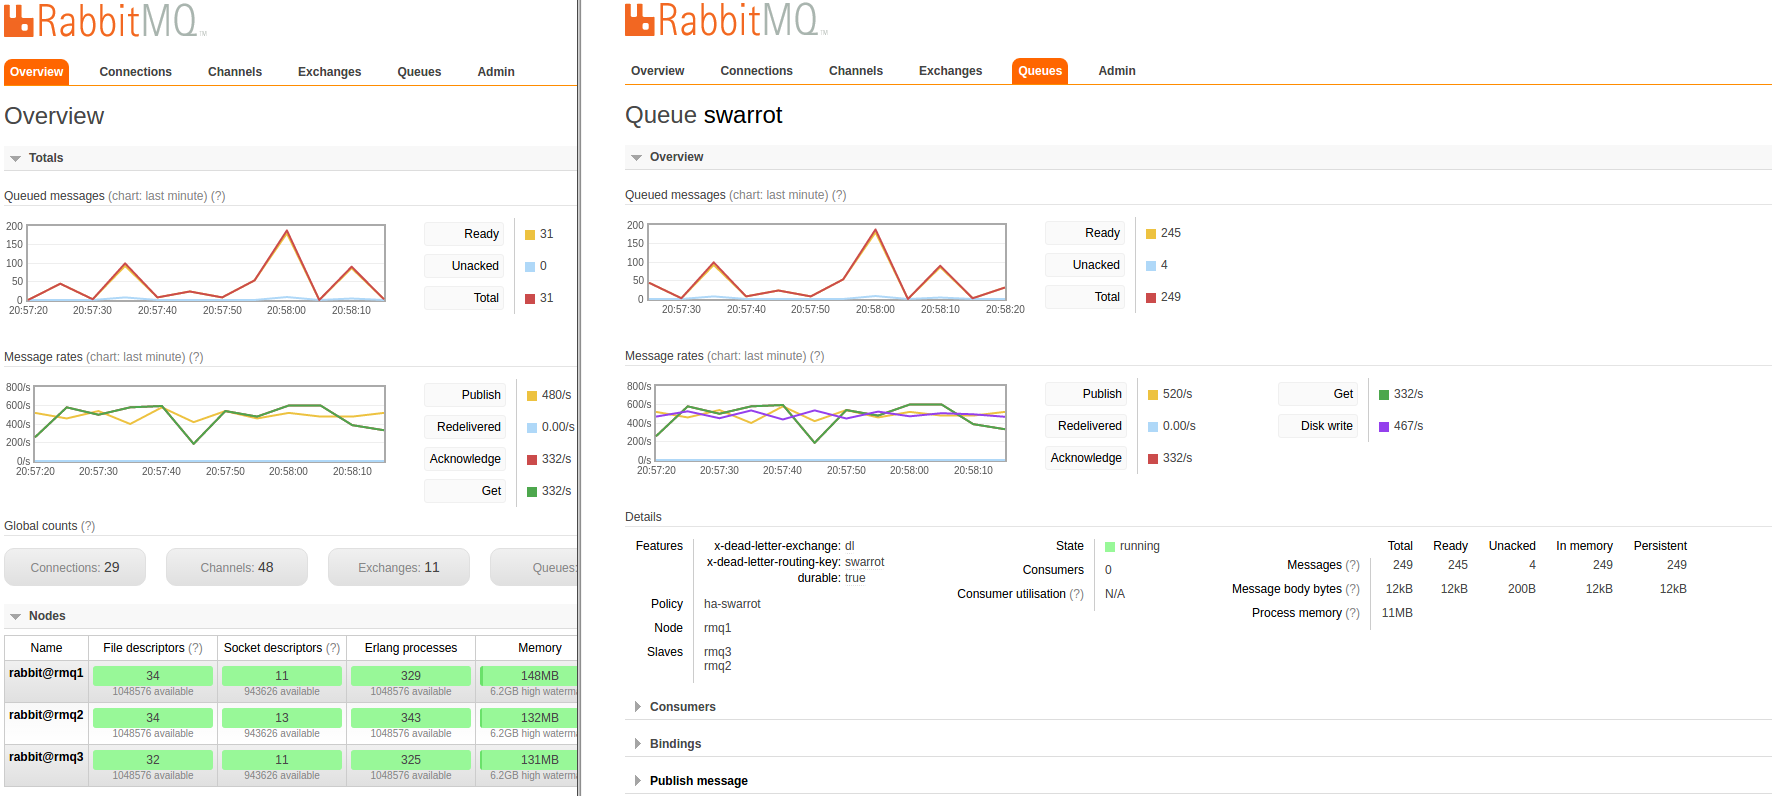 RabbitMQ™
Overview Connections Channels Exchanges Queues Admin
Overview
Totals
Queued messages (chart: last minute) (?)
200
150
100
50
0
20:57:20 20:57:30 20:57:40 20:57:50 20:58:00 20:58:10
Ready 31
Unacked 0
Total 31
Message rates (chart: last minute) (?)
800/s
600/s
400/s
200/s
0/s
20:57:20 20:57:30 20:57:40 20:57:50 20:58:00 20:58:10
Publish 480/s
Redelivered 0.00/s
Acknowledge 332/s
Get 332/s
Global counts (?)
Connections: 29 Channels: 48 Exchanges: 11 Queues:
Nodes
Name File descriptors (?) Socket descriptors (?) Erlang processes Memory
rabbit@rmq1 34 11 329 148MB
1048576 available 943626 available 1048576 available 6.2GB high
rabbit@rmq2 34 13 343 132MB
1048576 available 943626 available 1048576 available 6.2GB high
rabbit@rmq3 32 11 325 131MB
1048576 available 943626 available 1048576 available 6.2GB high
RabbitMQ™
Overview Connections Channels Exchanges Queues Admin
Queue swarrot
Overview
Queued messages (chart: last minute) (?)
200
150
100
50
0
20:57:30 20:57:40 20:57:50 20:58:00 20:58:10 20:58:20
Ready 245
Unacked 4
Total 249
Message rates (chart: last minute) (?)
800/s
600/s
400/s
200/s
0/s
20:57:20 20:57:30 20:57:40 20:57:50 20:58:00 20:58:10
Publish 520/s Get 332/s
Redelivered 0.00/s Disk write 467/s
Acknowledge 332/s
Details
Features x-dead-letter-exchange: dl
x-dead-letter-routing-key: swarrot
durable: true
Policy ha-swarrot
Node rmq1
Slaves rmq3
rmq2
State running
Consumers 0
Consumer utilisation (?) N/A
Total Ready Unacked In memory Persistent
Messages (?) 249 245 4 249 249
Message body bytes (?) 12kB 12kB 200B 12kB 12kB
Process memory (?) 11MB
Consumers
Bindings
Publish message